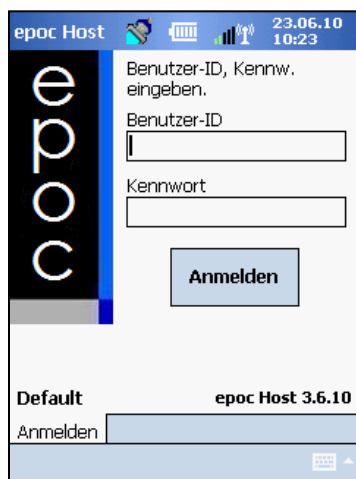 epoc Host
23.06.10
10:23
epoc
Benutzer-ID, Kennw.
eingeben.
Benutzer-ID
Kennwort
Anmelden
Default
epoc Host 3.6.10
Anmelden